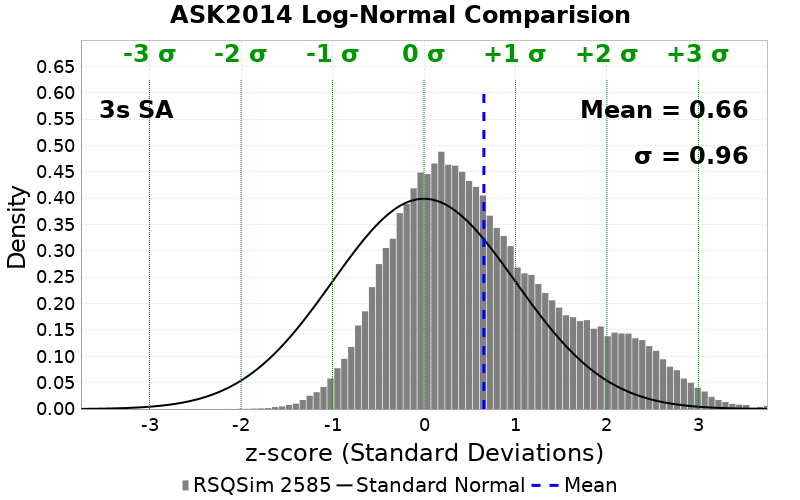 ASK2014 Log-Normal Comparision
-3 σ -2 σ -1 σ 0 σ +1 σ +2 σ +3 σ
3s SA
Mean = 0.66
σ = 0.96
Density
0.65
0.60
0.55
0.50
0.45
0.40
0.35
0.30
0.25
0.20
0.15
0.10
0.05
0.00
-3 -2 -1 0 1 2 3
z-score (Standard Deviations)
RSQSim 2585 Standard Normal Mean